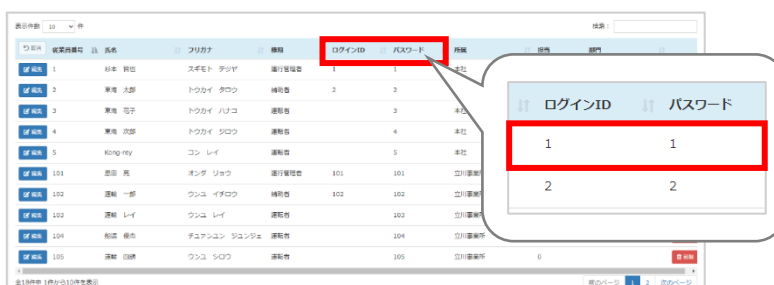 表示件数 10 件 検索：
従業員番号 氏名 フリガナ 権限 ログインID パスワード 所属 担当 部門
編集 1 杉本 哲也 スギモト テツヤ 運行管理者 1 1 本社
編集 2 東海 太郎 トウカイ タロウ 補助者 2 2
編集 3 東海 花子 トウカイ ハナコ 運転者 3 本社
編集 4 東海 次郎 トウカイ ジロウ 運転者 4 本社
編集 5 Kong-rey コン レイ 運転者 5 本社
編集 101 恩田 亮 オンダ リョウ 運行管理者 101 101 立川事業所
編集 102 運輸 一郎 ウンユ イチロウ 補助者 102 102 立川事業所
編集 103 運輸 レイ ウンユ レイ 運転者 103 立川事業所
編集 104 チュアンユン ジュンジェ 運転者 104 立川事業所
編集 105 運輸 四郎 ウンユ シロウ 運転者 105 立川事業所 0 削除
全18件中 1件から10件を表示 前のページ 1 2 次のページ
ログインID パスワード
1 1
2 2